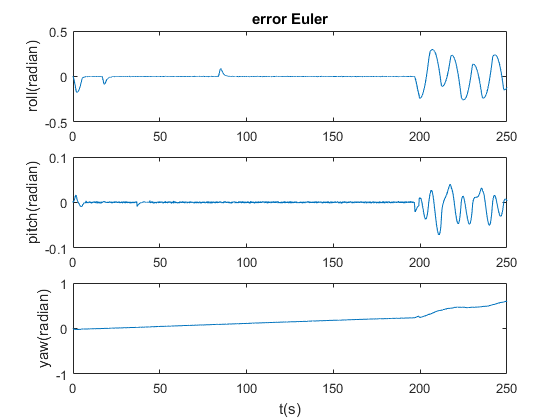 error Euler
roll(radian)
0.5
0
-0.5
0 50 100 150 200 250
pitch(radian)
0.1
0
-0.1
0 50 100 150 200 250
yaw(radian)
1
0
-1
0 50 100 150 200 250
t(s)